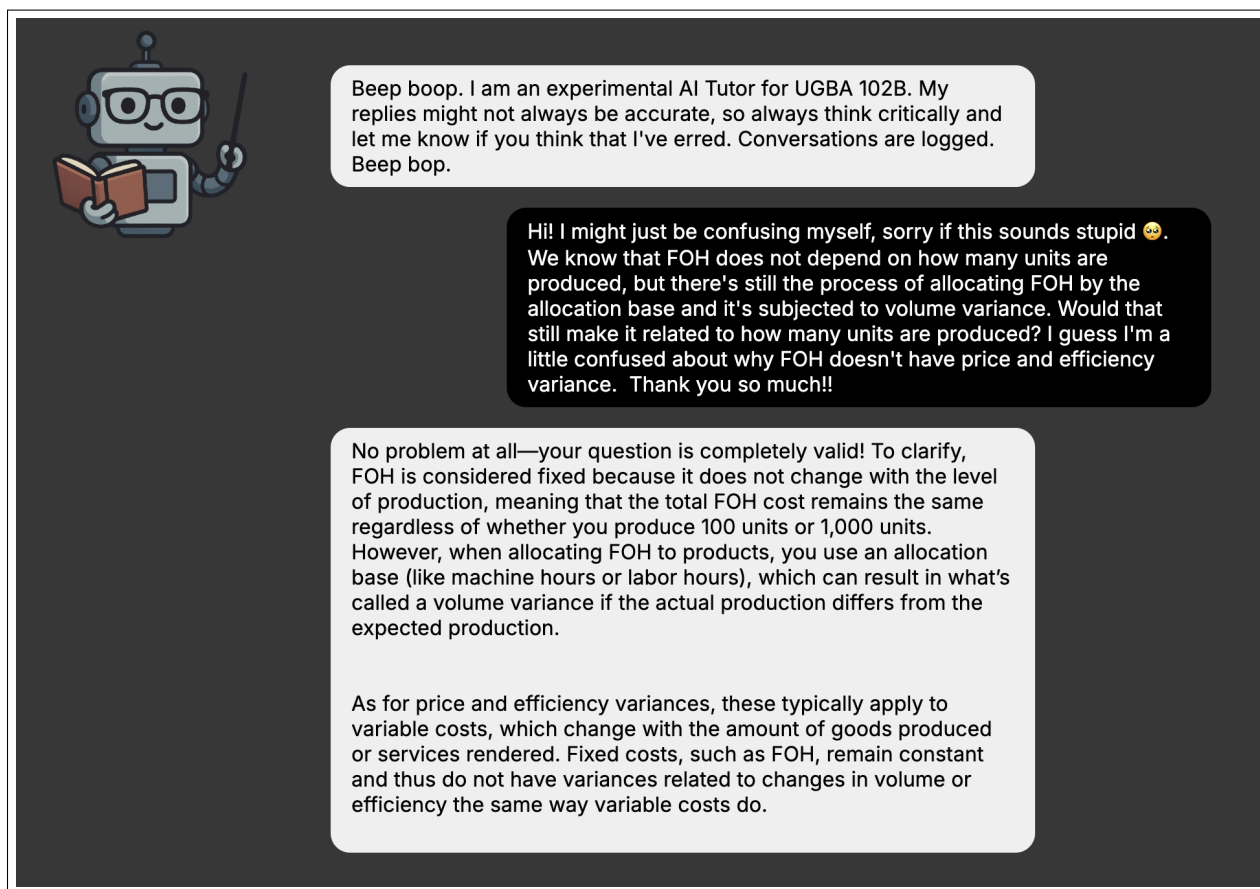 Beep boop. I am an experimental AI Tutor for UGBA 102B. My
replies might not always be accurate, so always think critically and
let me know if you think that I've erred. Conversations are logged.
Beep bop.
Hi! I might just be confusing myself, sorry if this sounds stupid 🥺.
We know that FOH does not depend on how many units are
produced, but there's still the process of allocating FOH by the
allocation base and it's subjected to volume variance. Would that
still make it related to how many units are produced? I guess I'm a
little confused about why FOH doesn't have price and efficiency
variance.  Thank you so much!!
No problem at all—your question is completely valid! To clarify,
FOH is considered fixed because it does not change with the level
of production, meaning that the total FOH cost remains the same
regardless of whether you produce 100 units or 1,000 units.
However, when allocating FOH to products, you use an allocation
base (like machine hours or labor hours), which can result in what’s
called a volume variance if the actual production differs from the
expected production.
As for price and efficiency variances, these typically apply to
variable costs, which change with the amount of goods produced
or services rendered. Fixed costs, such as FOH, remain constant
and thus do not have variances related to changes in volume or
efficiency the same way variable costs do.